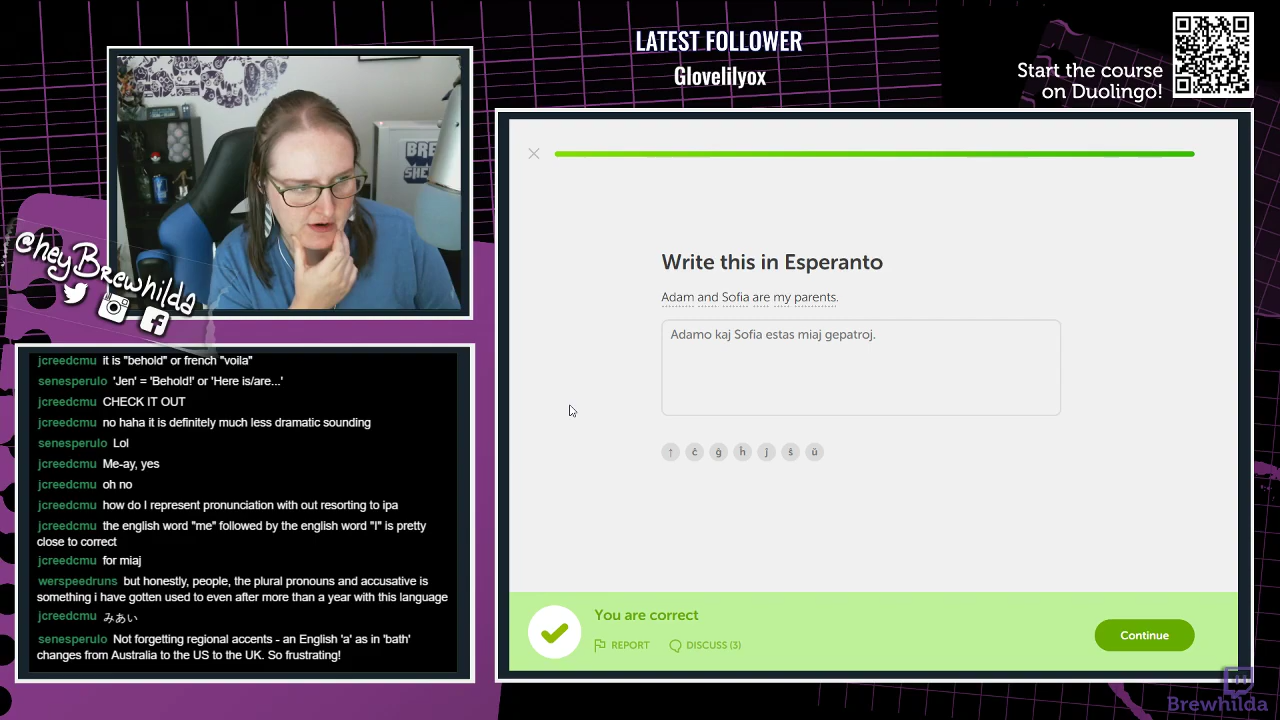 LATEST FOLLOWER
Glovelilyox
Start the course
on Duolingo!
BRE
SHE
@heyBrewhilda
Write this in Esperanto
Adam and Sofia are my parents.
Adamo kaj Sofia estas miaj gepatroj.
↑ ĉ ĝ ĥ ĵ ŝ ŭ
You are correct
REPORT DISCUSS (3)
Continue
jcreedcmu it is "behold" or french "voila"
senesperulo 'Jen' = 'Behold!' or 'Here is/are...'
jcreedcmu CHECK IT OUT
jcreedcmu no haha it is definitely much less dramatic sounding
senesperulo Lol
jcreedcmu Me-ay, yes
jcreedcmu oh no
jcreedcmu how do I represent pronunciation with out resorting to ipa
jcreedcmu the english word "me" followed by the english word "I" is pretty
close to correct
jcreedcmu for miaj
werspeedruns but honestly, people, the plural pronouns and accusative is
something i have gotten used to even after more than a year with this language
jcreedcmu みあい
senesperulo Not forgetting regional accents - an English 'a' as in 'bath'
changes from Australia to the US to the UK. So frustrating!
Brewhilda